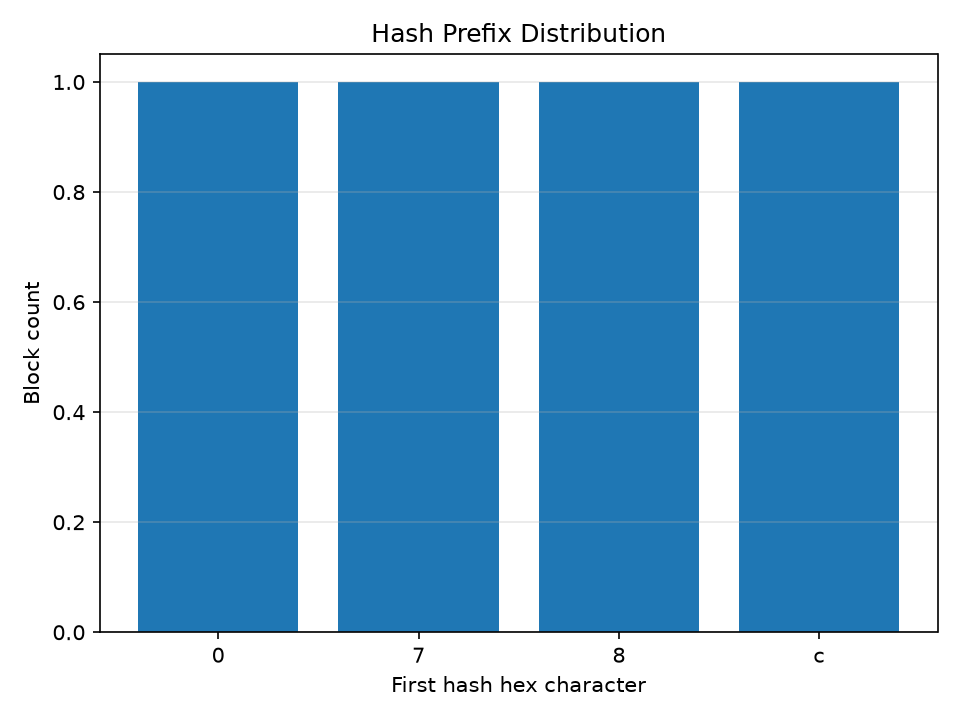 Hash Prefix Distribution
Block count
1.0
0.8
0.6
0.4
0.2
0.0
0 7 8 c
First hash hex character